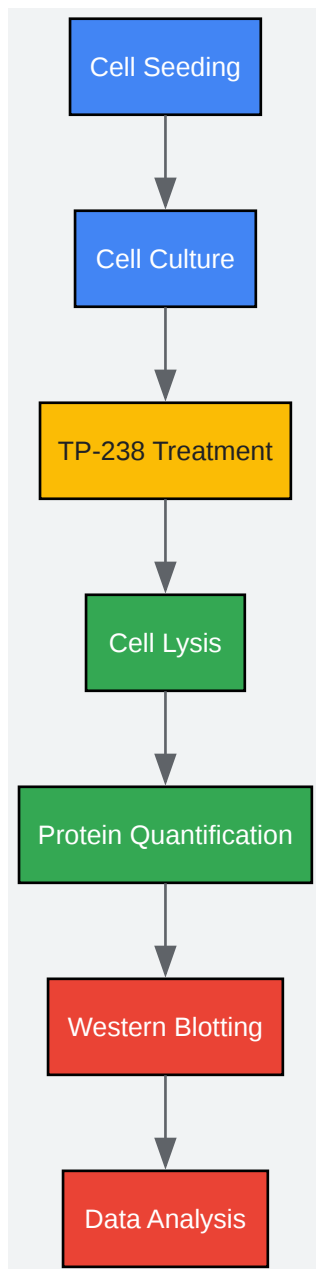 Cell Seeding
Cell Culture
TP-238 Treatment
Cell Lysis
Protein Quantification
Western Blotting
Data Analysis